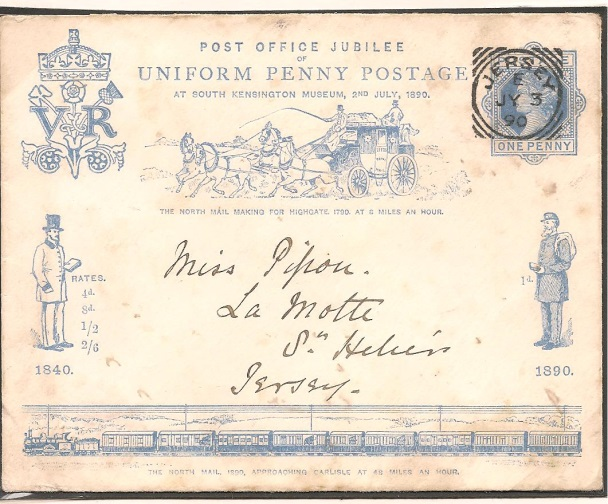 POST OFFICE JUBILEE
OF
UNIFORM PENNY POSTAGE
AT SOUTH KENSINGTON MUSEUM, 2ND JULY, 1890.
V R
JERSEY
E
JY 3
90
ONE PENNY
THE NORTH MAIL MAKING FOR HIGHGATE 1790. AT 8 MILES AN HOUR.
RATES.
4d.
8d.
1/2
2/6
1840.
1d.
1890.
Miss Pipon.
La Motte
St. Heliers
Jersey-
THE NORTH MAIL, 1890, APPROACHING CARLISLE AT 48 MILES AN HOUR.